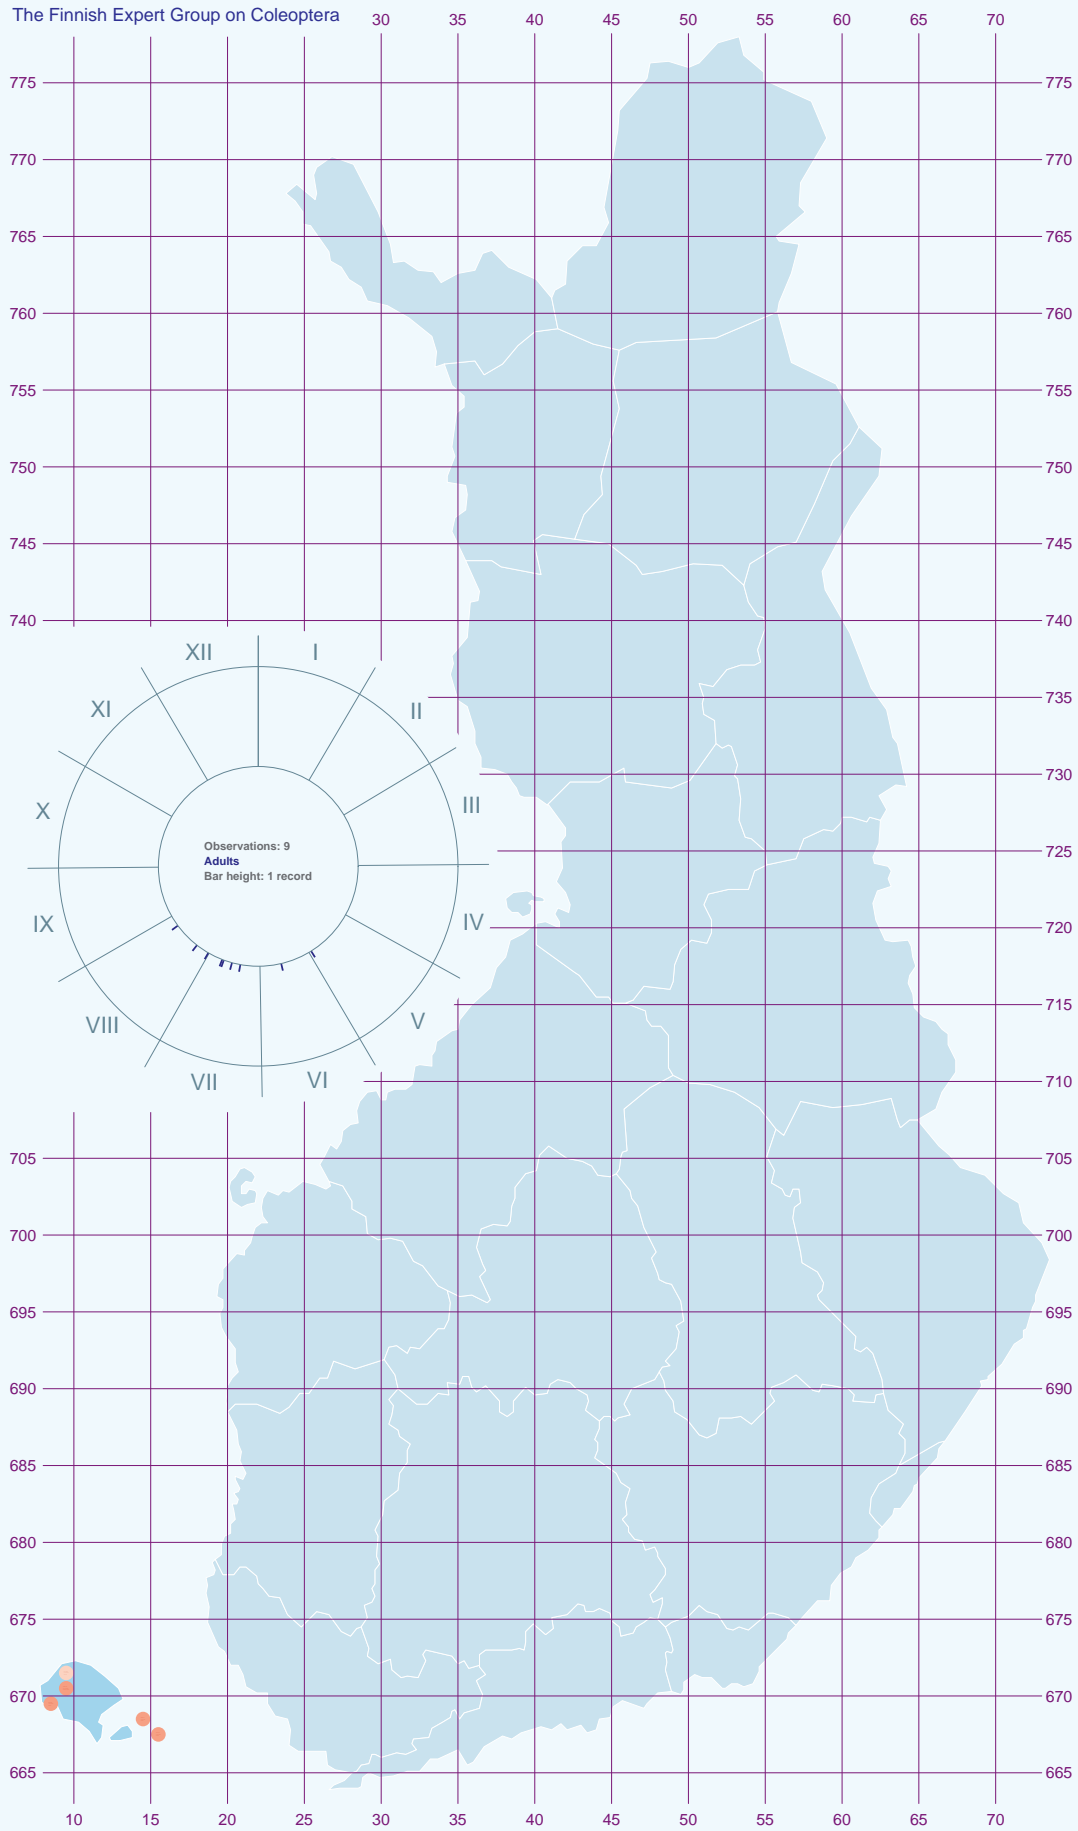 The Finnish Expert Group on Coleoptera 30 35 40 45 50 55 60 65 70
775 775
770 770
765 765
760 760
755 755
750 750
745 745
740 740
XII I
XI II
735
730
X III
725
Observations: 9
Adults
Bar height: 1 record
IX IV 720 720
715
VIII V
VII VI 710
705 705
700 700
695 695
690 690
685 685
680 680
675 675
670 670
665 665
10 15 20 25 30 35 40 45 50 55 60 65 70